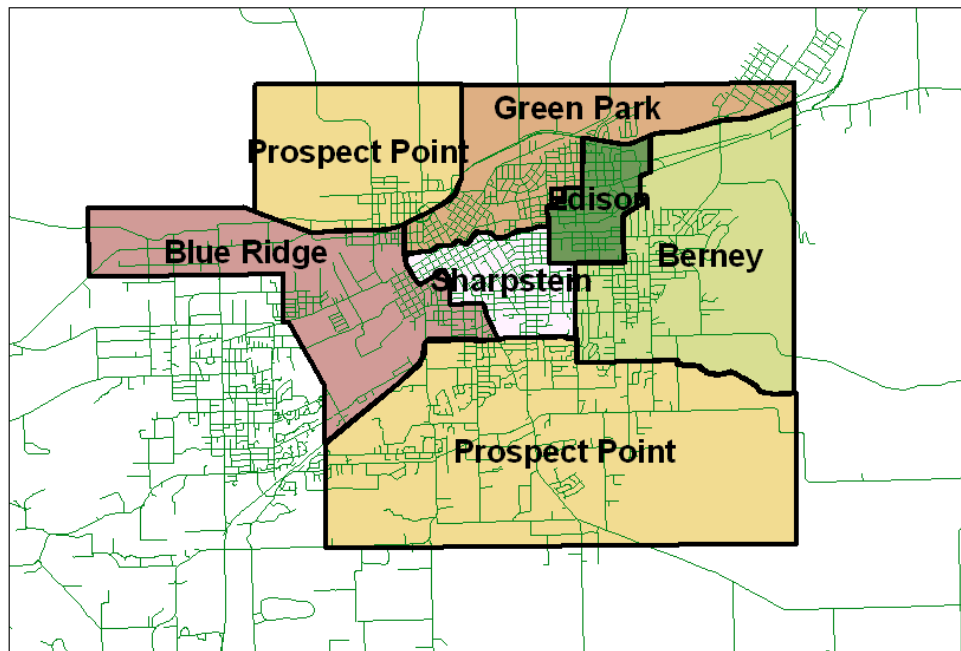 Green Park
Prospect Point
Edison
Blue Ridge
Berney
Sharpstein
Prospect Point